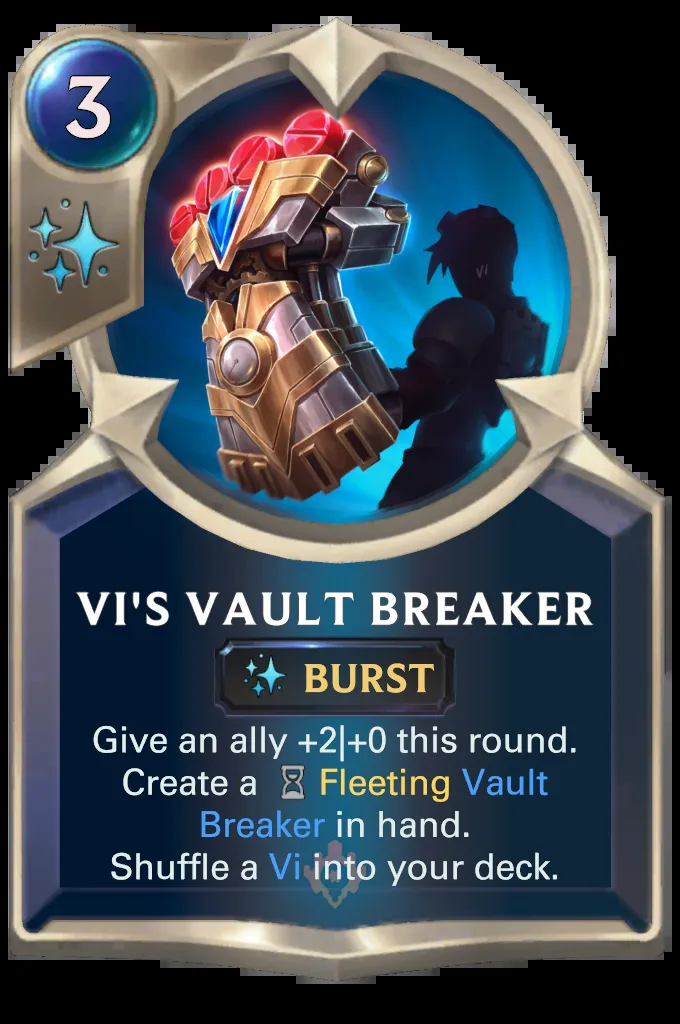 3
VI
VI'S VAULT BREAKER
BURST
Give an ally +2|+0 this round.
Create a Fleeting Vault
Breaker in hand.
Shuffle a Vi into your deck.